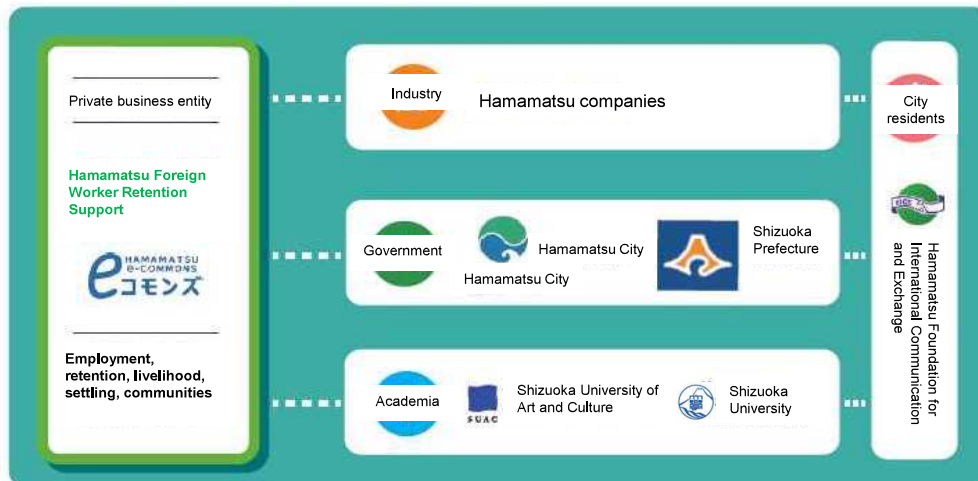 Private business entity
Hamamatsu Foreign
Worker Retention
Support
HAMAMATSU
e-COMMONS
eコモンズ
Employment,
retention, livelihood,
settling, communities
Industry
Hamamatsu companies
Government
Hamamatsu City
Hamamatsu City
Shizuoka
Prefecture
Academia
SUAC
Shizuoka University of
Art and Culture
Shizuoka
University
City
residents
Hamamatsu Foundation for
International Communication
and Exchange